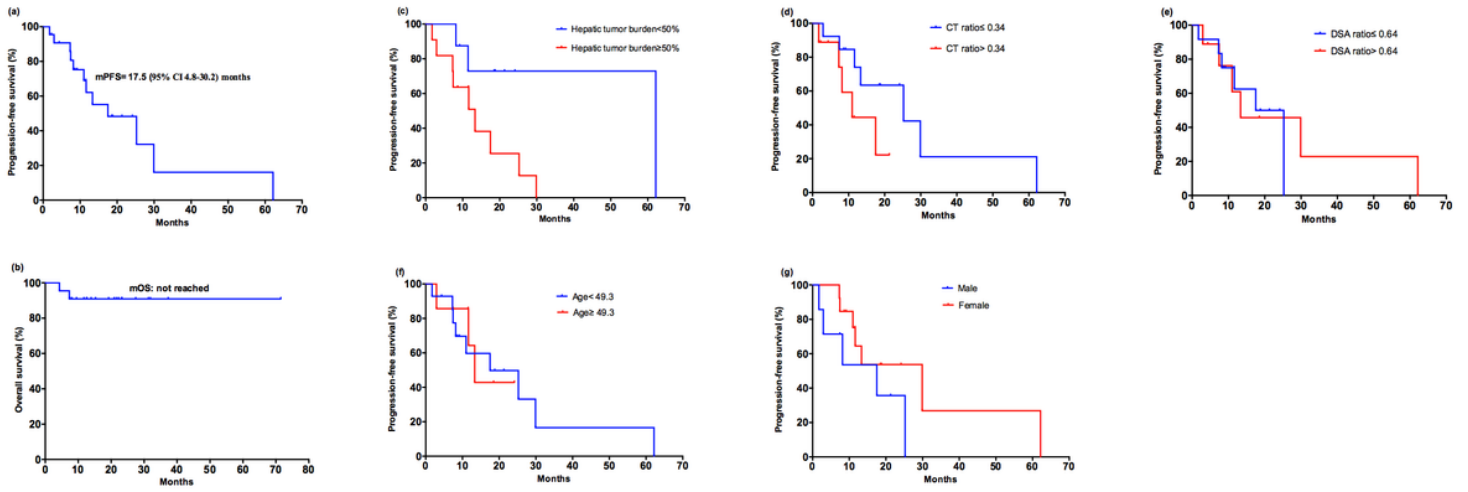 (a)
Progression-free survival (%)
100
80
60
40
20
0
mPFS= 17.5 (95% CI 4.8-30.2) months
0 10 20 30 40 50 60 70
Months
(c)
Progression-free survival (%)
100
80
60
40
20
0
Hepatic tumor burden<50%
Hepatic tumor burden≥50%
0 10 20 30 40 50 60 70
Months
(d)
Progression-free survival (%)
100
80
60
40
20
0
CT ratio≤ 0.34
CT ratio> 0.34
0 10 20 30 40 50 60 70
Months
(e)
Progression-free survival (%)
100
80
60
40
20
0
DSA ratio≤ 0.64
DSA ratio> 0.64
0 10 20 30 40 50 60 70
Months
(b)
Overall survival (%)
100
80
60
40
20
0
mOS: not reached
0 10 20 30 40 50 60 70 80
Months
(f)
Progression-free survival (%)
100
80
60
40
20
0
Age< 49.3
Age≥ 49.3
0 10 20 30 40 50 60 70
Months
(g)
Progression-free survival (%)
100
80
60
40
20
0
Male
Female
0 10 20 30 40 50 60 70
Months